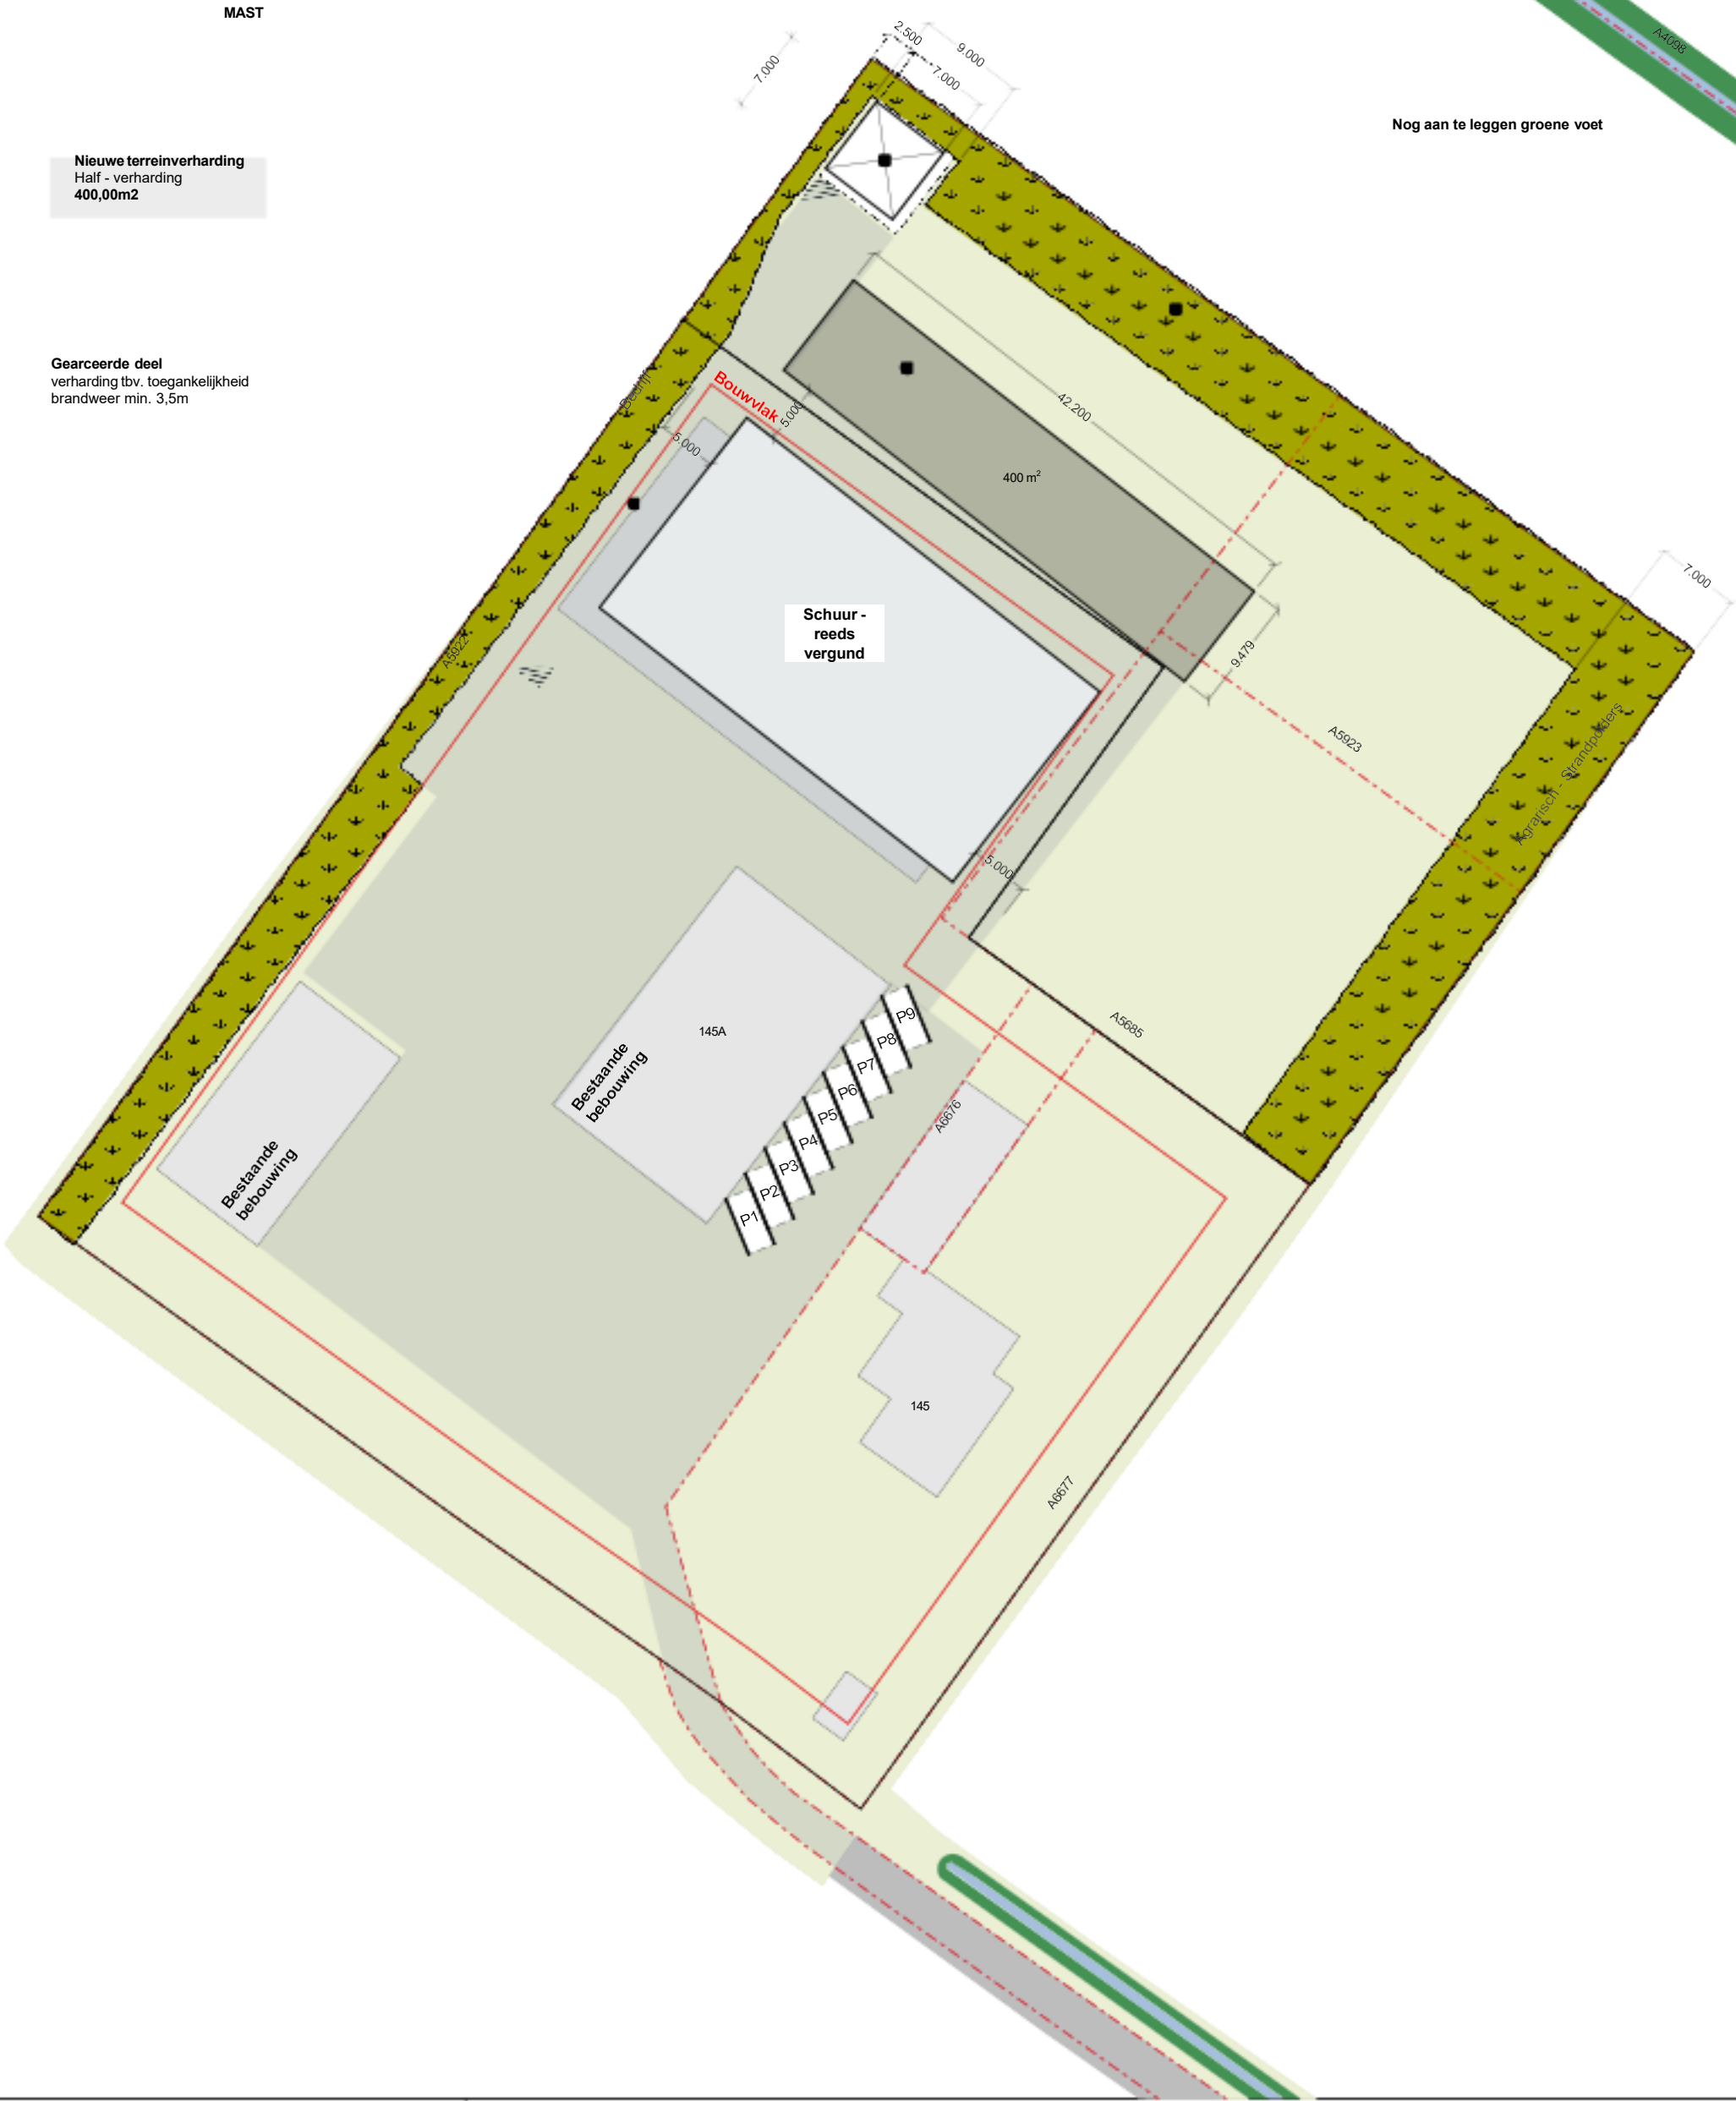 MAST
2.500
9.000
7.000
7.000
A4098
Nog aan te leggen groene voet
Nieuwe terreinverharding
Half - verharding
400,00m2
Gearceerde deel
verharding tbv. toegankelijkheid
brandweer min. 3,5m
Bedrijf
Bouwvlak
5.000
5.000
42.200
400 m²
7.000
Schuur -
reeds
vergund
A5922
9.479
A5923
Agrarisch - Strandpolders
5.000
145A
Bestaande
bebouwing
P9
P8
P7
P6
P5
P4
P3
P2
P1
A5685
A6676
Bestaande
bebouwing
145
A6677